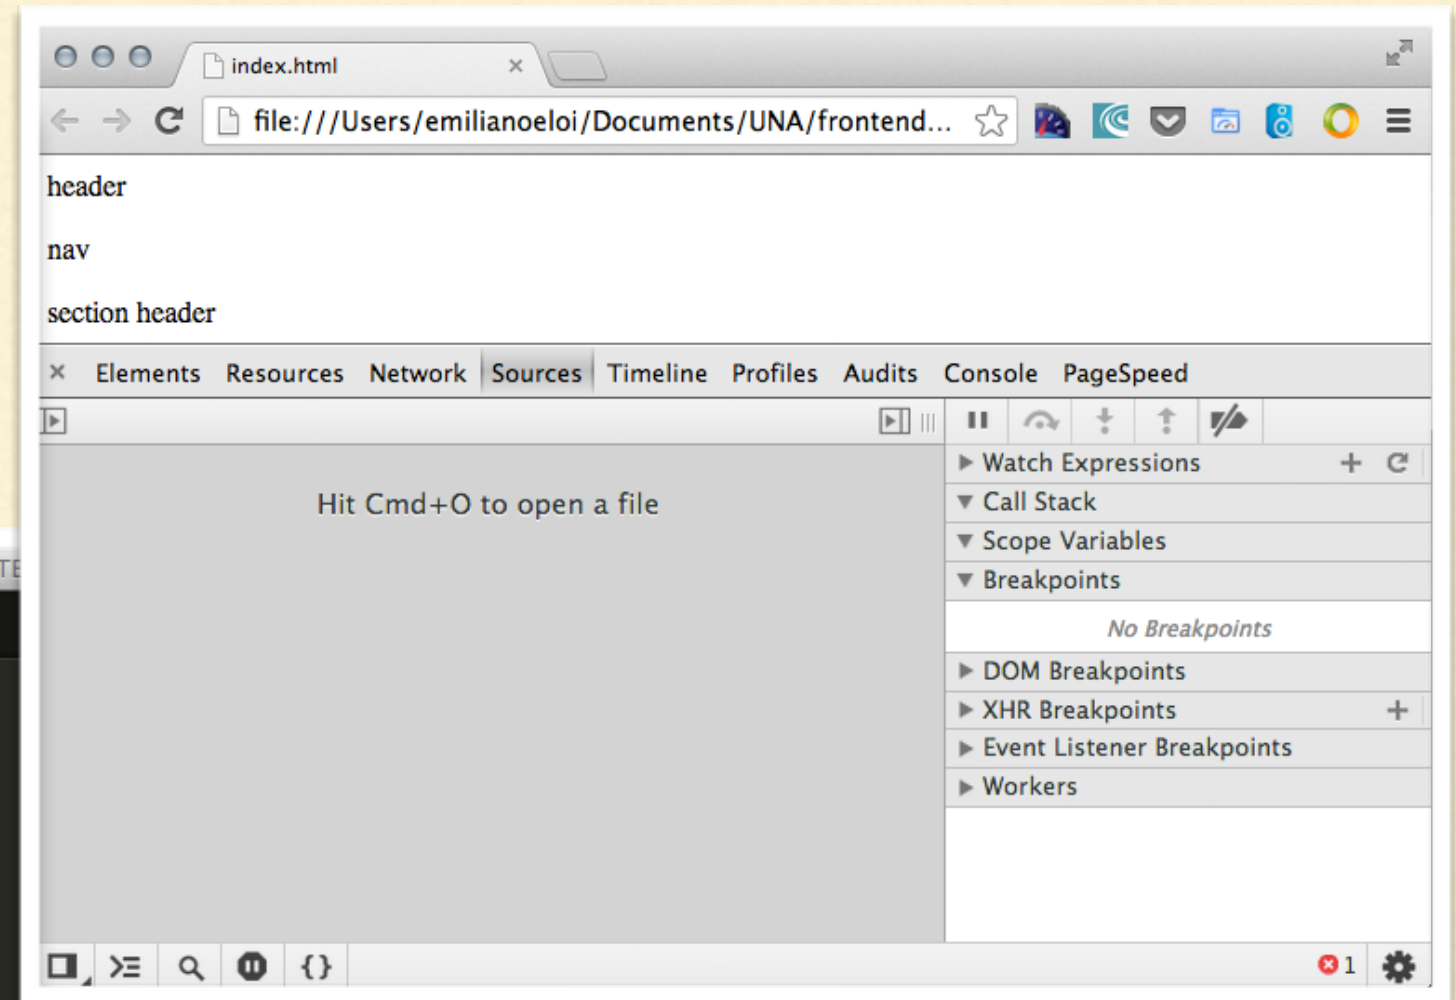 index.html
file:///Users/emilianoeloi/Documents/UNA/frontend...
header
nav
section header
Elements Resources Network Sources Timeline Profiles Audits Console PageSpeed
Hit Cmd+O to open a file
Watch Expressions
Call Stack
Scope Variables
Breakpoints
No Breakpoints
DOM Breakpoints
XHR Breakpoints
Event Listener Breakpoints
Workers
TE
1